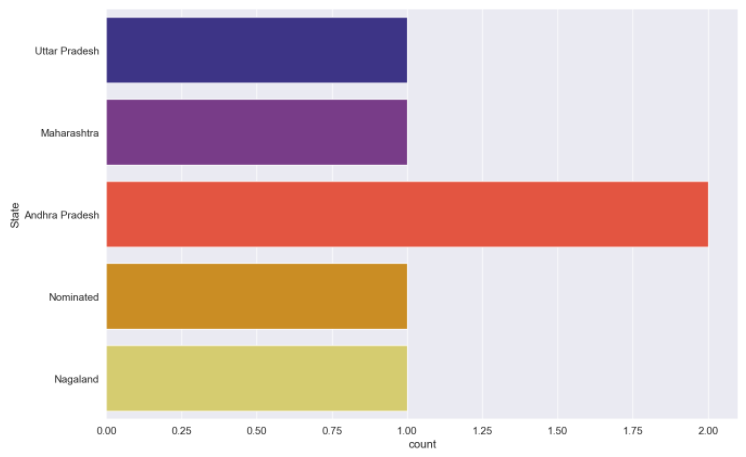 Uttar Pradesh
Maharashtra
Andhra Pradesh
Nominated
Nagaland
State
0.00 0.25 0.50 0.75 1.00 1.25 1.50 1.75 2.00
count